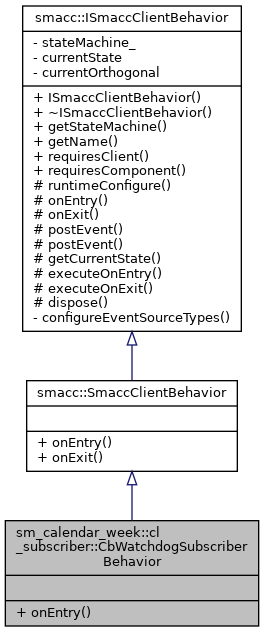 smacc::ISmaccClientBehavior
- stateMachine_
- currentState
- currentOrthogonal
+ ISmaccClientBehavior()
+ ~ISmaccClientBehavior()
+ getStateMachine()
+ getName()
+ requiresClient()
+ requiresComponent()
# runtimeConfigure()
# onEntry()
# onExit()
# postEvent()
# postEvent()
# getCurrentState()
# executeOnEntry()
# executeOnExit()
# dispose()
- configureEventSourceTypes()
smacc::SmaccClientBehavior
+ onEntry()
+ onExit()
sm_calendar_week::cl
_subscriber::CbWatchdogSubscriber
Behavior
+ onEntry()